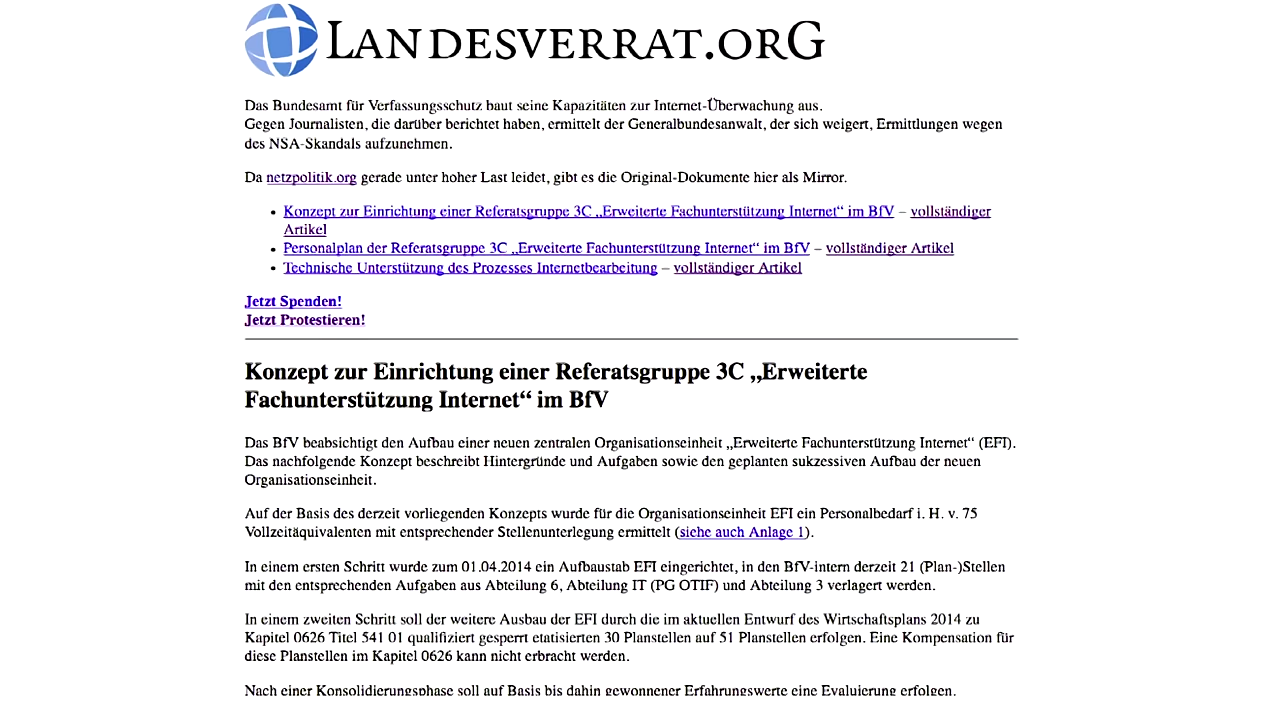 LANDESVERRAT.ORG
Das Bundesamt für Verfassungsschutz baut seine Kapazitäten zur Internet-Überwachung aus.
Gegen Journalisten, die darüber berichtet haben, ermittelt der Generalbundesanwalt, der sich weigert, Ermittlungen wegen
des NSA-Skandals aufzunehmen.
Da netzpolitik.org gerade unter hoher Last leidet, gibt es die Original-Dokumente hier als Mirror.
• Konzept zur Einrichtung einer Referatsgruppe 3C „Erweiterte Fachunterstützung Internet“ im BfV – vollständiger
Artikel
• Personalplan der Referatsgruppe 3C „Erweiterte Fachunterstützung Internet“ im BfV – vollständiger Artikel
• Technische Unterstützung des Prozesses Internetbearbeitung – vollständiger Artikel
Jetzt Spenden!
Jetzt Protestieren!
Konzept zur Einrichtung einer Referatsgruppe 3C „Erweiterte
Fachunterstützung Internet“ im BfV
Das BfV beabsichtigt den Aufbau einer neuen zentralen Organisationseinheit „Erweiterte Fachunterstützung Internet“ (EFI).
Das nachfolgende Konzept beschreibt Hintergründe und Aufgaben sowie den geplanten sukzessiven Aufbau der neuen
Organisationseinheit.
Auf der Basis des derzeit vorliegenden Konzepts wurde für die Organisationseinheit EFI ein Personalbedarf i. H. v. 75
Vollzeitäquivalenten mit entsprechender Stellenunterlegung ermittelt (siehe auch Anlage 1).
In einem ersten Schritt wurde zum 01.04.2014 ein Aufbaustab EFI eingerichtet, in den BfV-intern derzeit 21 (Plan-)Stellen
mit den entsprechenden Aufgaben aus Abteilung 6, Abteilung IT (PG OTIF) und Abteilung 3 verlagert werden.
In einem zweiten Schritt soll der weitere Ausbau der EFI durch die im aktuellen Entwurf des Wirtschaftsplans 2014 zu
Kapitel 0626 Titel 541 01 qualifiziert gesperrt etatisierten 30 Planstellen auf 51 Planstellen erfolgen. Eine Kompensation für
diese Planstellen im Kapitel 0626 kann nicht erbracht werden.
Nach einer Konsolidierungsphase soll auf Basis bis dahin gewonnener Erfahrungswerte eine Evaluierung erfolgen.